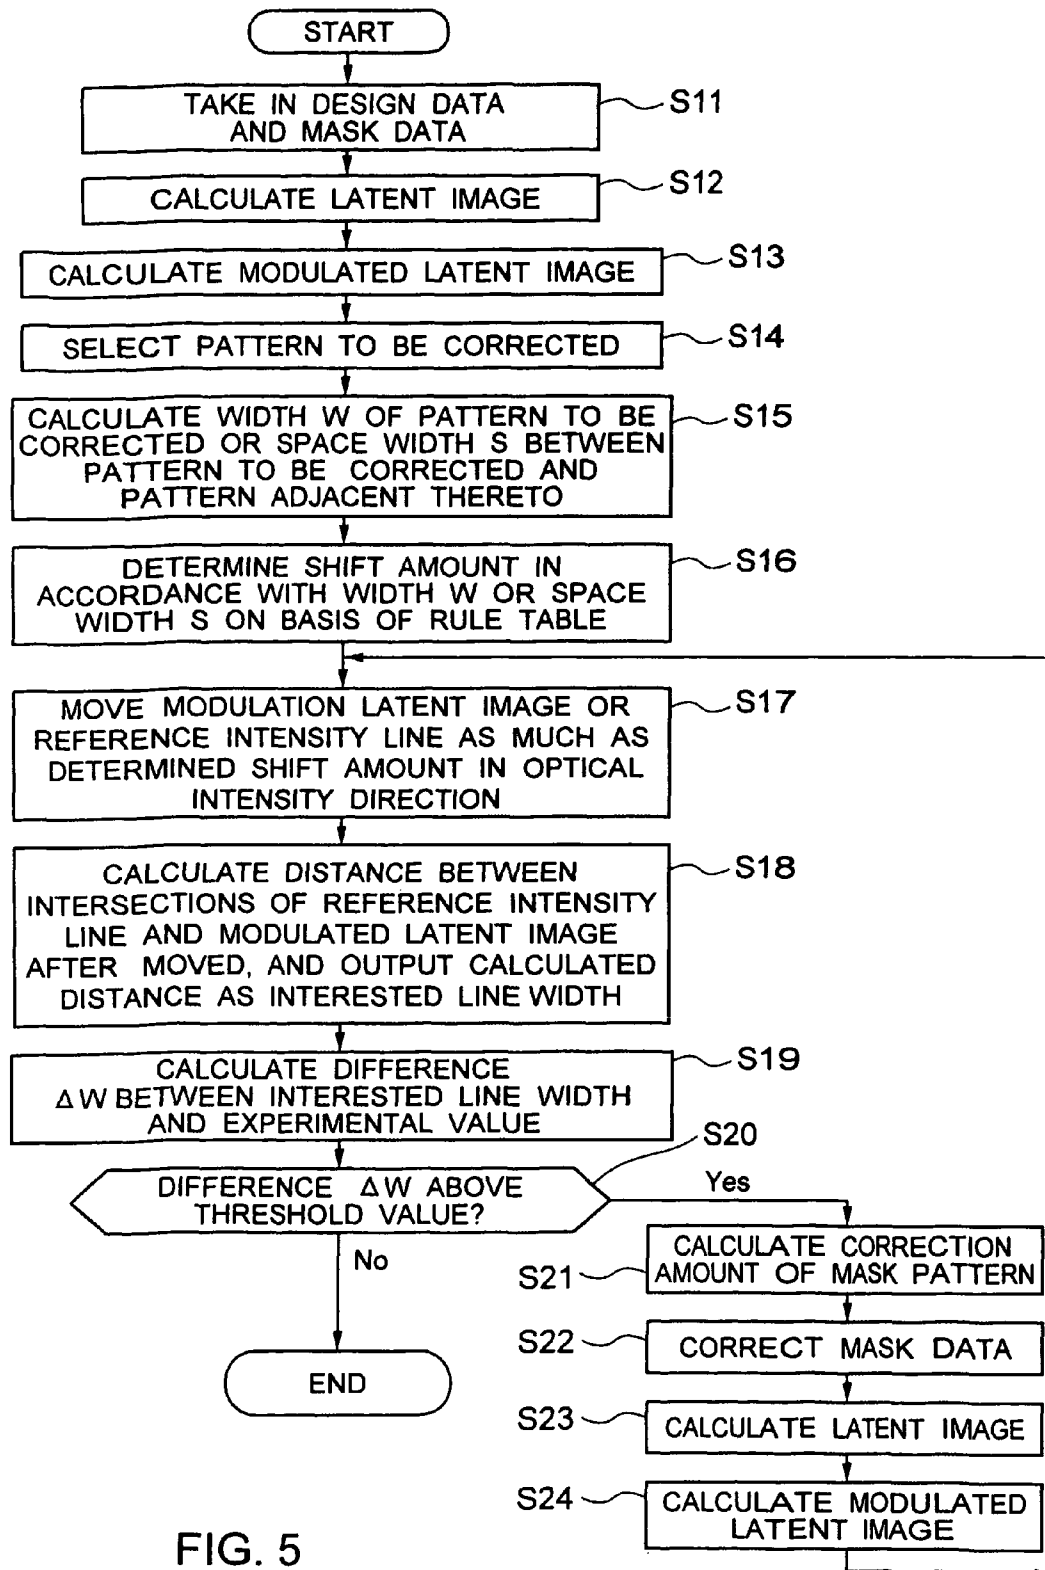 START
TAKE IN DESIGN DATA
AND MASK DATA
S11
CALCULATE LATENT IMAGE
S12
CALCULATE MODULATED LATENT IMAGE
S13
SELECT PATTERN TO BE CORRECTED
S14
CALCULATE WIDTH W OF PATTERN TO BE
CORRECTED OR SPACE WIDTH S BETWEEN
PATTERN TO BE CORRECTED AND
PATTERN ADJACENT THERETO
S15
DETERMINE SHIFT AMOUNT IN
ACCORDANCE WITH WIDTH W OR SPACE
WIDTH S ON BASIS OF RULE TABLE
S16
MOVE MODULATION LATENT IMAGE OR
REFERENCE INTENSITY LINE AS MUCH AS
DETERMINED SHIFT AMOUNT IN OPTICAL
INTENSITY DIRECTION
S17
CALCULATE DISTANCE BETWEEN
INTERSECTIONS OF REFERENCE INTENSITY
LINE AND MODULATED LATENT IMAGE
AFTER MOVED, AND OUTPUT CALCULATED
DISTANCE AS INTERESTED LINE WIDTH
S18
CALCULATE DIFFERENCE
ΔW BETWEEN INTERESTED LINE WIDTH
AND EXPERIMENTAL VALUE
S19
DIFFERENCE ΔW ABOVE
THRESHOLD VALUE?
S20
Yes
No
END
CALCULATE CORRECTION
AMOUNT OF MASK PATTERN
S21
CORRECT MASK DATA
S22
CALCULATE LATENT IMAGE
S23
CALCULATE MODULATED
LATENT IMAGE
S24
FIG. 5